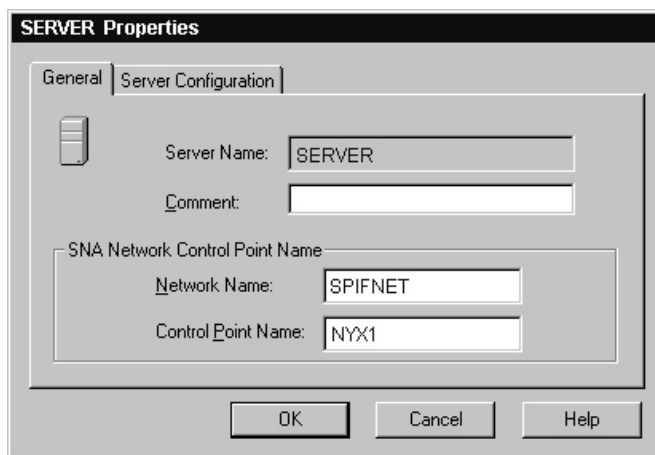 SERVER Properties
General Server Configuration
Server Name: SERVER
Comment:
SNA Network Control Point Name
Network Name: SPIFNET
Control Point Name: NYX1
OK Cancel Help